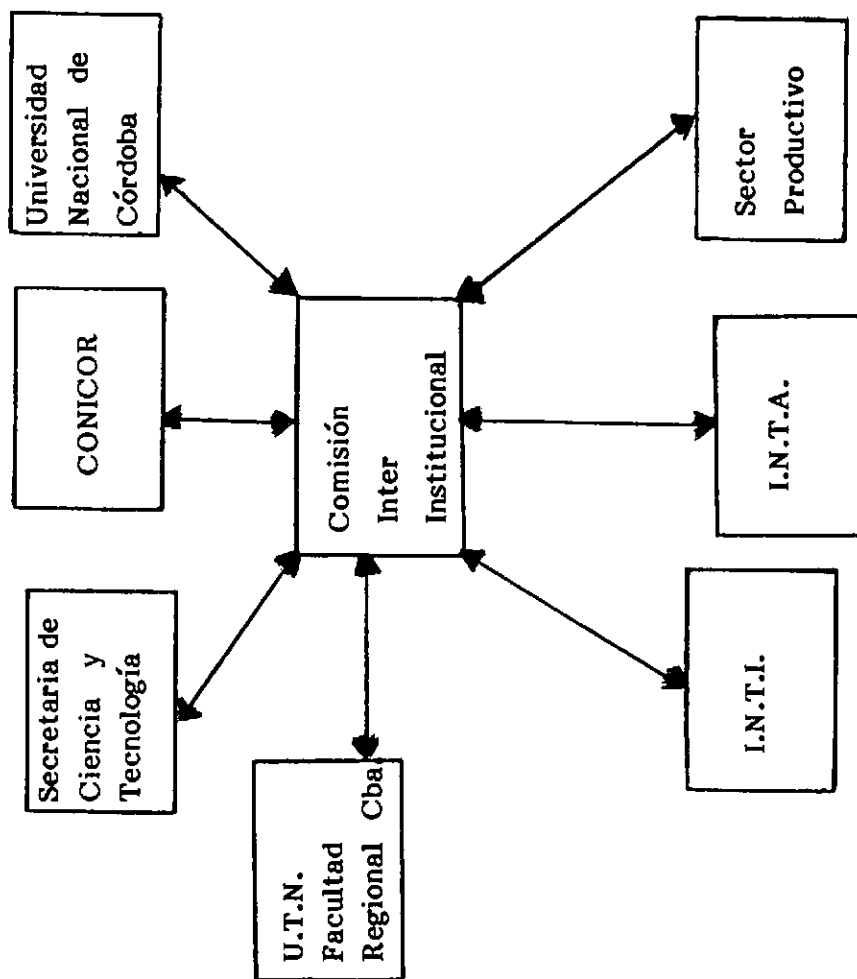 Secretaria de
Ciencia y
Tecnología
CONICOR
Universidad
Nacional de
Córdoba
U.T.N.
Facultad
Regional Cba.
Comisión
Inter
Institucional
I.N.T.I.
I.N.T.A.
Sector
Productivo